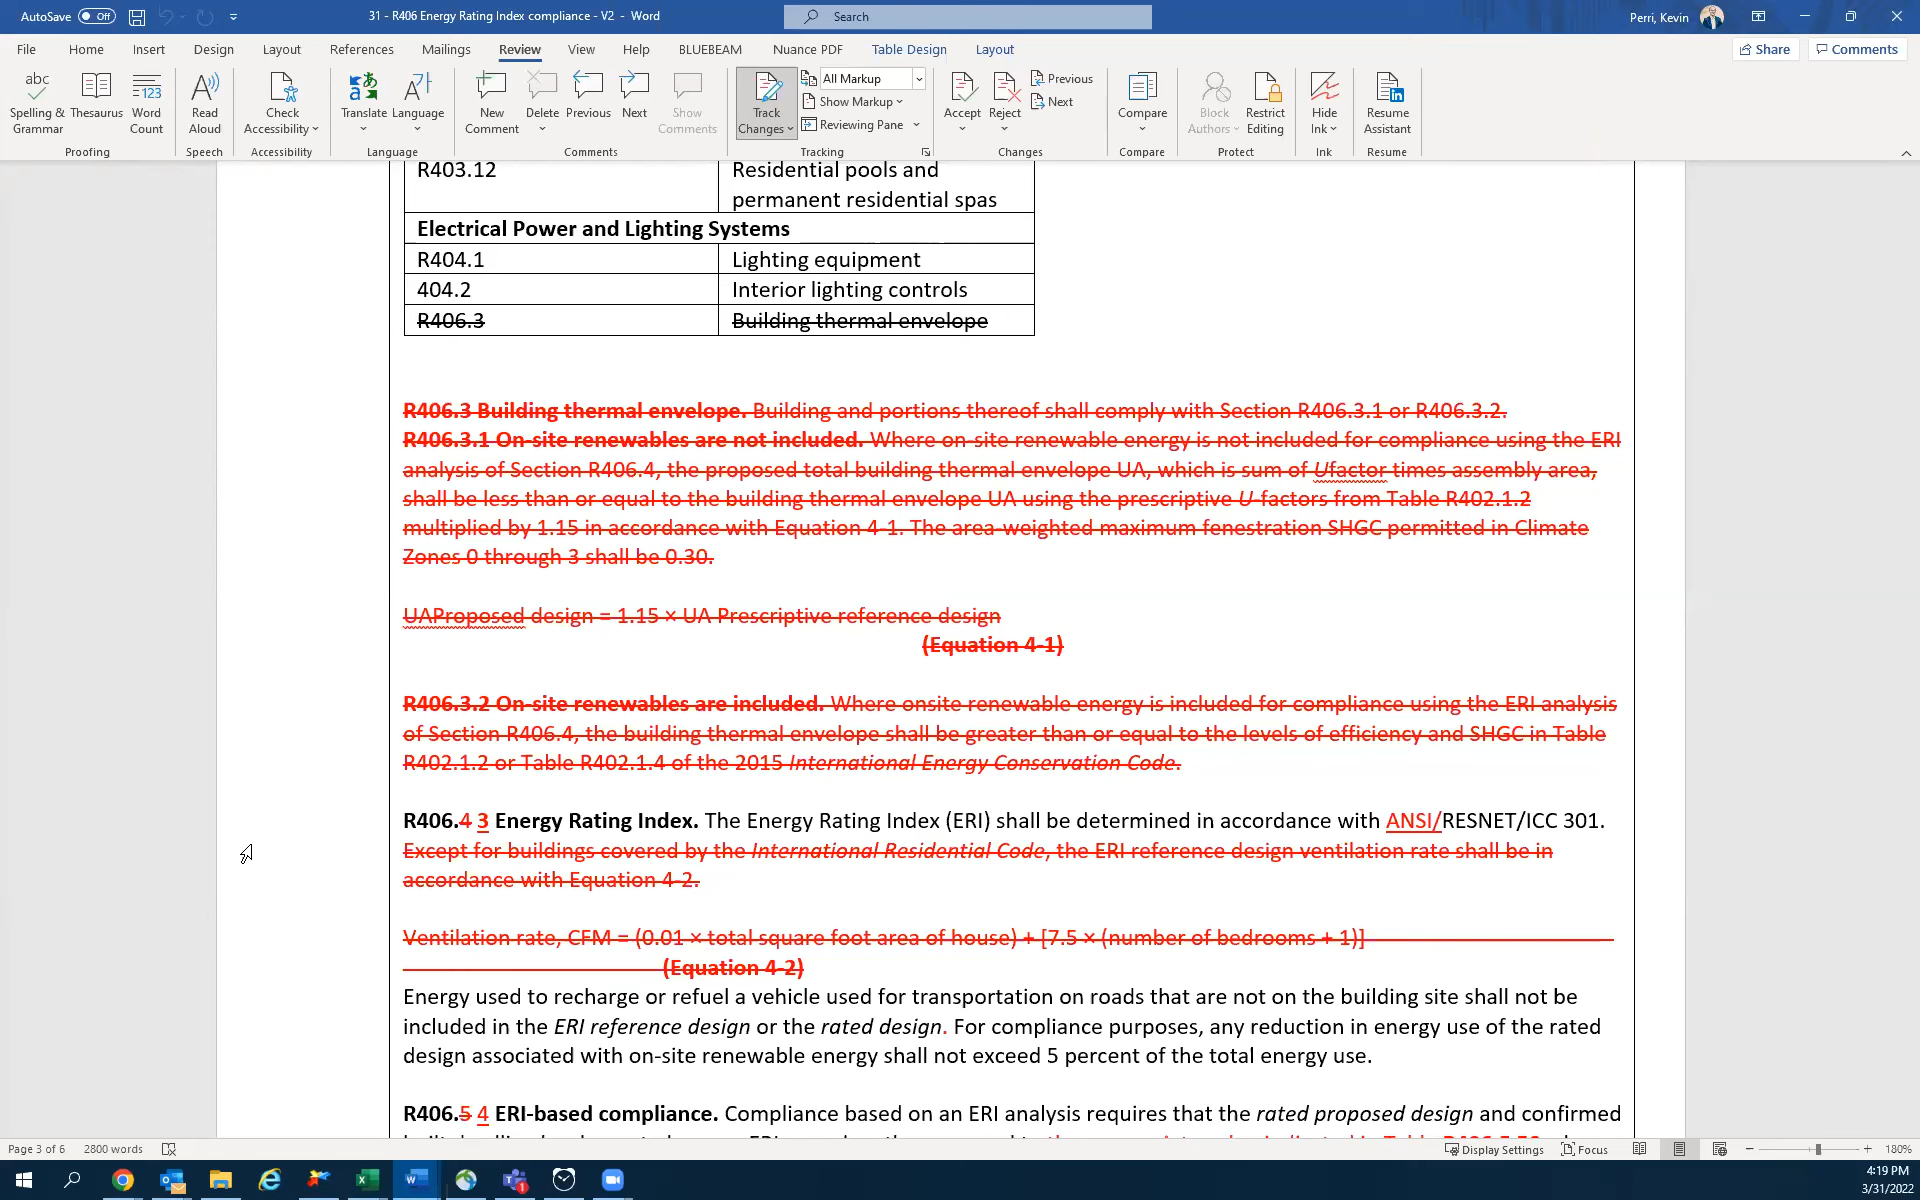 AutoSave Off
31 - R406 Energy Rating Index compliance - V2 - Word
Search
Perri, Kevin
File Home Insert Design Layout References Mailings Review View Help BLUEBEAM Nuance PDF Table Design Layout
Share Comments
Spelling & Grammar
Thesaurus
Word Count
Proofing
Read Aloud
Speech
Check Accessibility
Accessibility
Translate
Language
Language
New Comment
Delete
Previous
Next
Show Comments
Comments
Track Changes
All Markup
Show Markup
Reviewing Pane
Tracking
Accept
Reject
Previous
Next
Changes
Compare
Compare
Block Authors
Restrict Editing
Protect
Hide Ink
Ink
Resume Assistant
Resume
R403.12 Residential pools and
permanent residential spas
Electrical Power and Lighting Systems
R404.1 Lighting equipment
404.2 Interior lighting controls
R406.3 Building thermal envelope
R406.3 Building thermal envelope. Building and portions thereof shall comply with Section R406.3.1 or R406.3.2.
R406.3.1 On-site renewables are not included. Where on-site renewable energy is not included for compliance using the ERI
analysis of Section R406.4, the proposed total building thermal envelope UA, which is sum of Ufactor times assembly area,
shall be less than or equal to the building thermal envelope UA using the prescriptive U-factors from Table R402.1.2
multiplied by 1.15 in accordance with Equation 4-1. The area-weighted maximum fenestration SHGC permitted in Climate
Zones 0 through 3 shall be 0.30.
UAProposed design = 1.15 × UA Prescriptive reference design
(Equation 4-1)
R406.3.2 On-site renewables are included. Where onsite renewable energy is included for compliance using the ERI analysis
of Section R406.4, the building thermal envelope shall be greater than or equal to the levels of efficiency and SHGC in Table
R402.1.2 or Table R402.1.4 of the 2015 International Energy Conservation Code.
R406.4 3 Energy Rating Index. The Energy Rating Index (ERI) shall be determined in accordance with ANSI/RESNET/ICC 301.
Except for buildings covered by the International Residential Code, the ERI reference design ventilation rate shall be in
accordance with Equation 4-2.
Ventilation rate, CFM = (0.01 × total square foot area of house) + [7.5 × (number of bedrooms + 1)]
(Equation 4-2)
Energy used to recharge or refuel a vehicle used for transportation on roads that are not on the building site shall not be
included in the ERI reference design or the rated design. For compliance purposes, any reduction in energy use of the rated
design associated with on-site renewable energy shall not exceed 5 percent of the total energy use.
R406.5 4 ERI-based compliance. Compliance based on an ERI analysis requires that the rated proposed design and confirmed
Page 3 of 6 2800 words
Display Settings Focus 180%
4:19 PM
3/31/2022